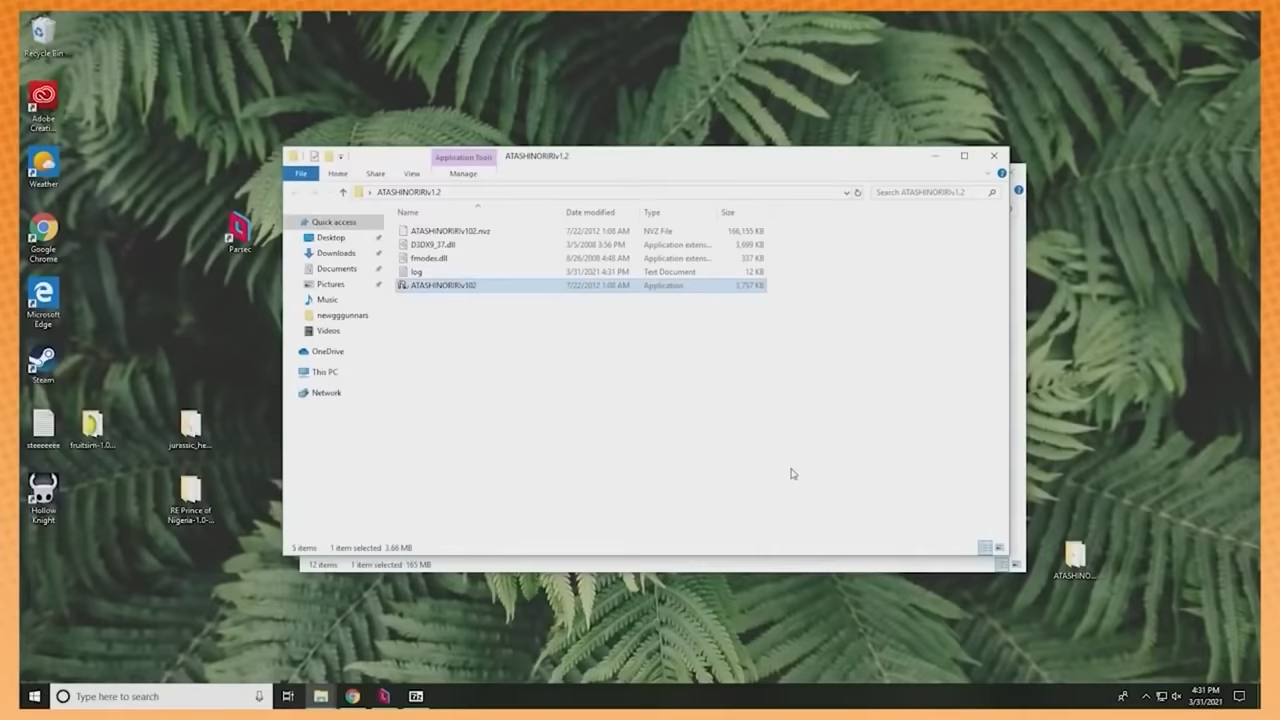 Recycle Bin
Adobe
Creati...
Weather
Google
Chrome
Parsec
Microsoft
Edge
Steam
steeeeeee
fruitsim-1.0...
jurassic_he...
Hollow
Knight
RE Prince of
Nigeria-1.0-...
Application Tools
ATASHINORIRIv1.2
File
Home
Share
View
Manage
ATASHINORIRIv1.2
Search ATASHINORIRIv1.2
Quick access
Desktop
Downloads
Documents
Pictures
Music
newgggunnars
Videos
OneDrive
This PC
Network
Name Date modified Type Size
ATASHINORIRIv102.nvz 7/22/2012 1:08 AM NVZ File 166,155 KB
D3DX9_37.dll 3/5/2008 3:56 PM Application extens... 3,699 KB
fmodex.dll 8/26/2008 4:48 AM Application extens... 337 KB
log 3/31/2021 4:31 PM Text Document 12 KB
ATASHINORIRIv102 7/22/2012 1:08 AM Application 3,757 KB
5 items 1 item selected 3.66 MB
12 items 1 item selected 165 MB
ATASHINO...
Type here to search
7z
4:31 PM
3/31/2021